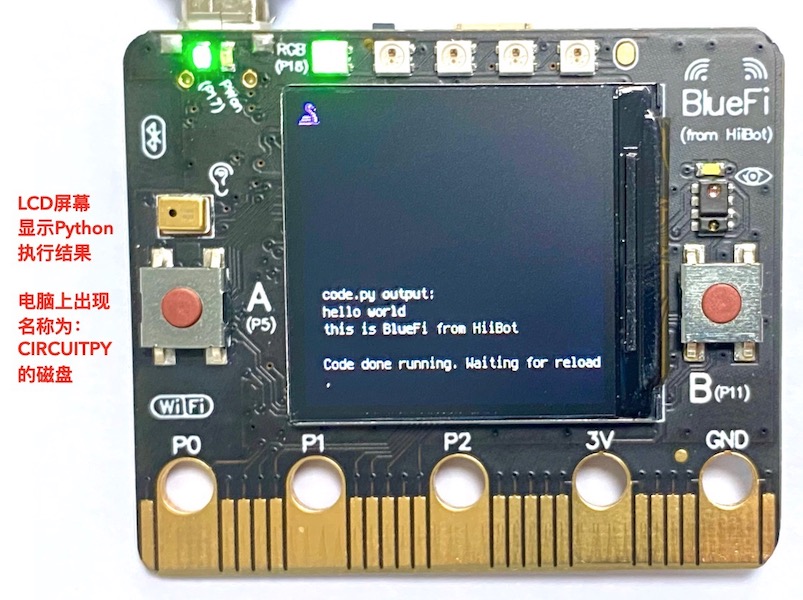 RGB
(P18)
PWon
(P17)
BlueFi
(from HiiBot)
LCD屏幕
显示Python
执行结果
电脑上出现
名称为：
CIRCUITPY
的磁盘
code.py output:
hello world
this is BlueFi from HiiBot
Code done running. Waiting for reload
.
A
(P5)
B(P11)
WiFi
P0
P1
P2
3V
GND